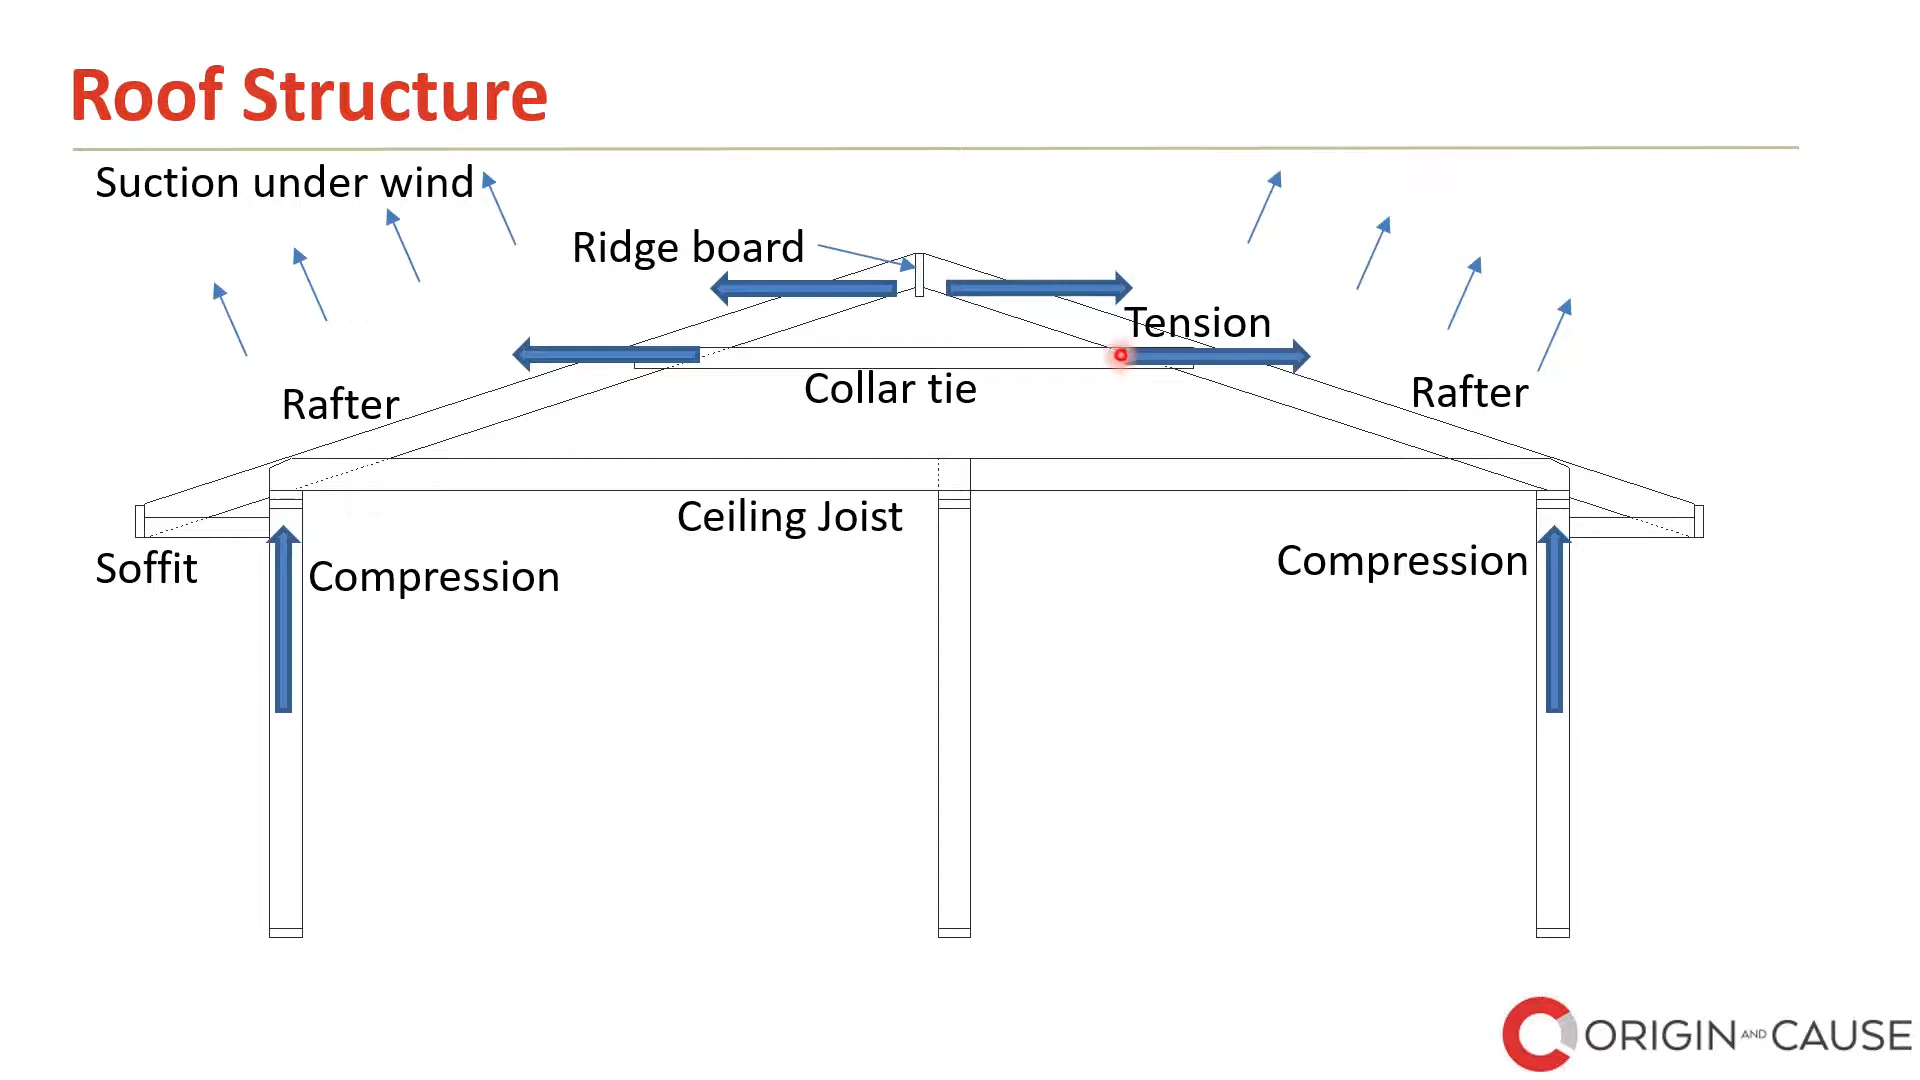 Roof Structure
Suction under wind
Ridge board
Tension
Collar tie
Rafter
Rafter
Ceiling Joist
Soffit
Compression
Compression
ORIGIN AND CAUSE